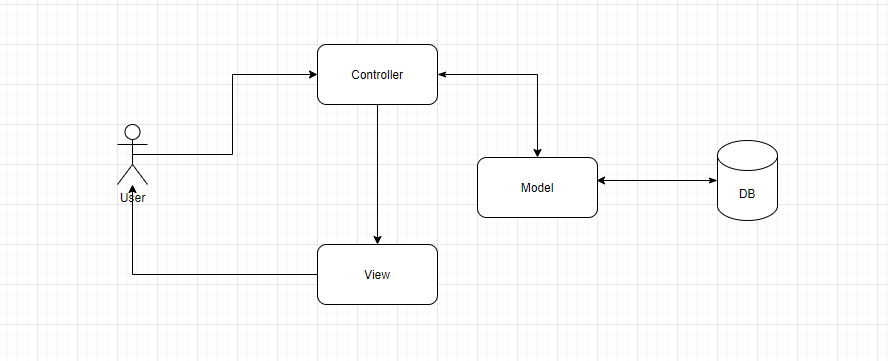 Controller
User
Model
DB
View